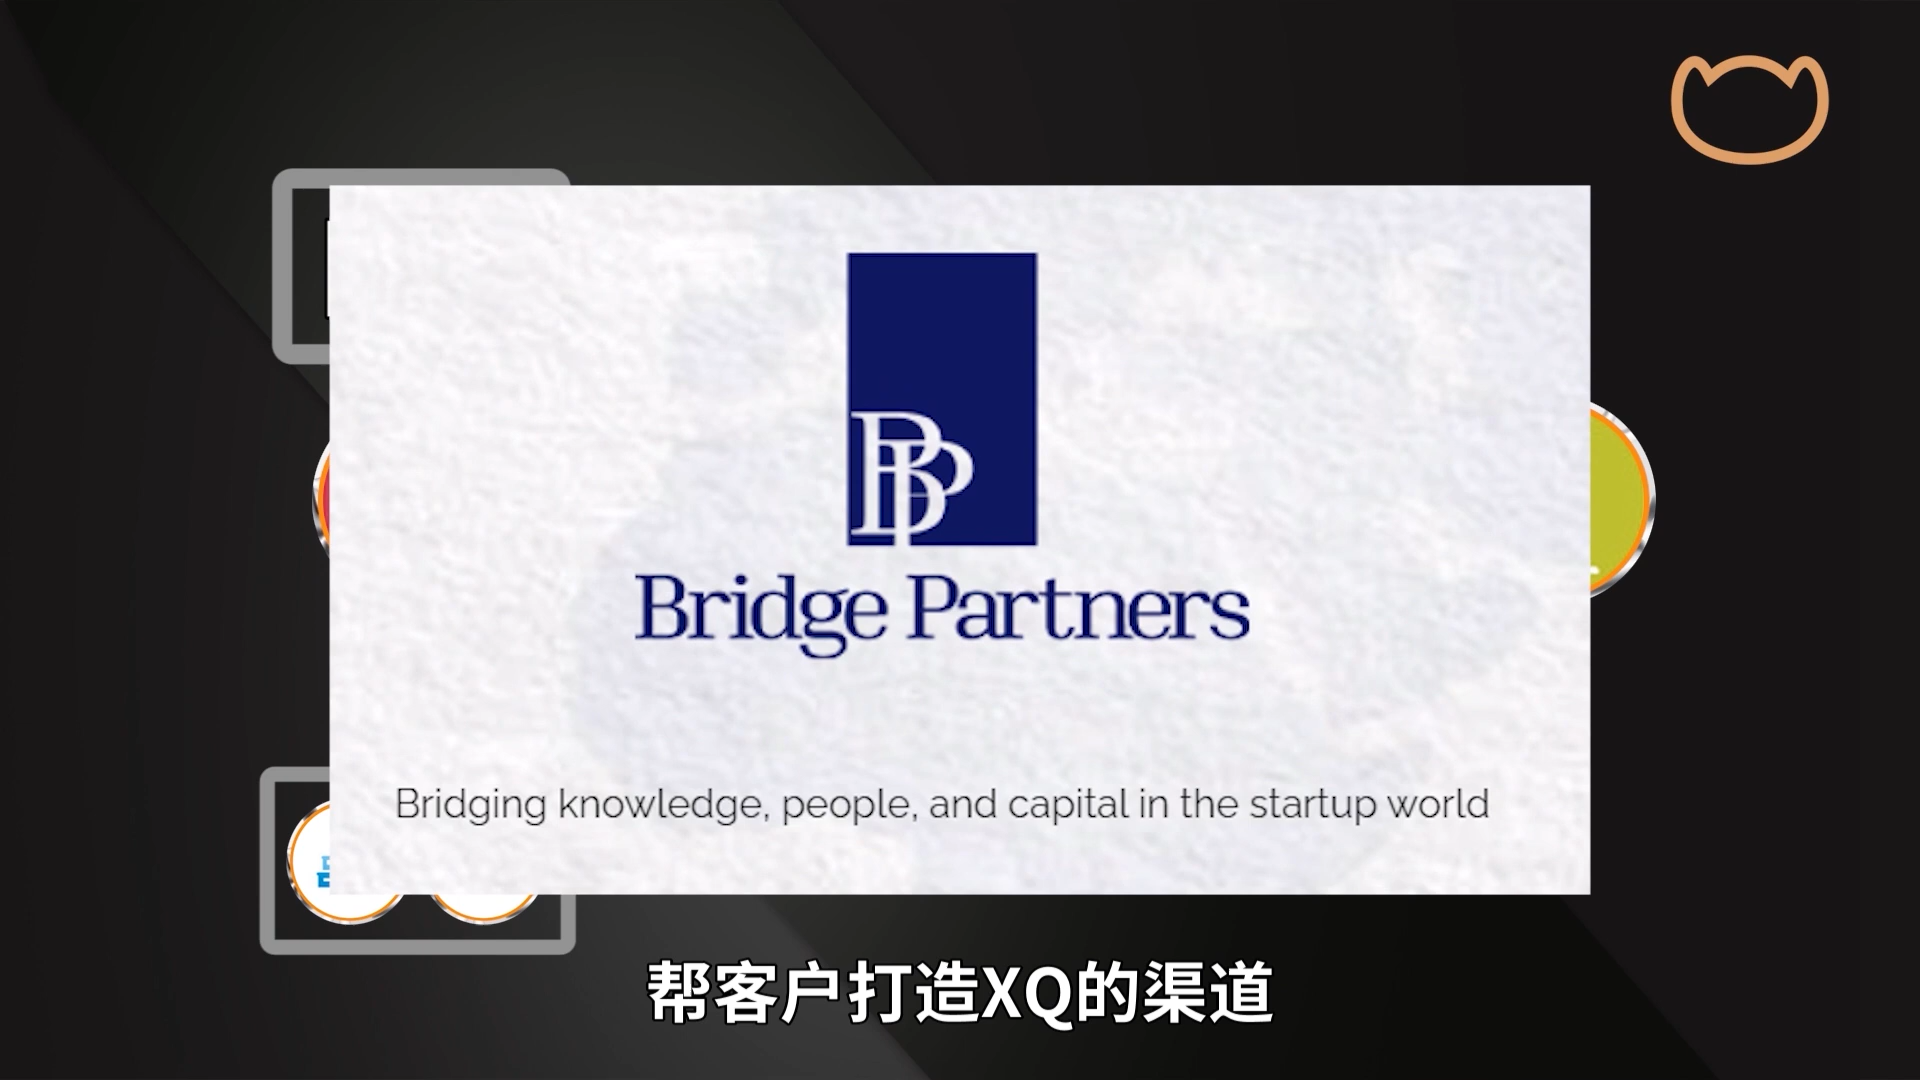 BP
Bridge Partners
Bridging knowledge, people, and capital in the startup world
帮客户打造XQ的渠道